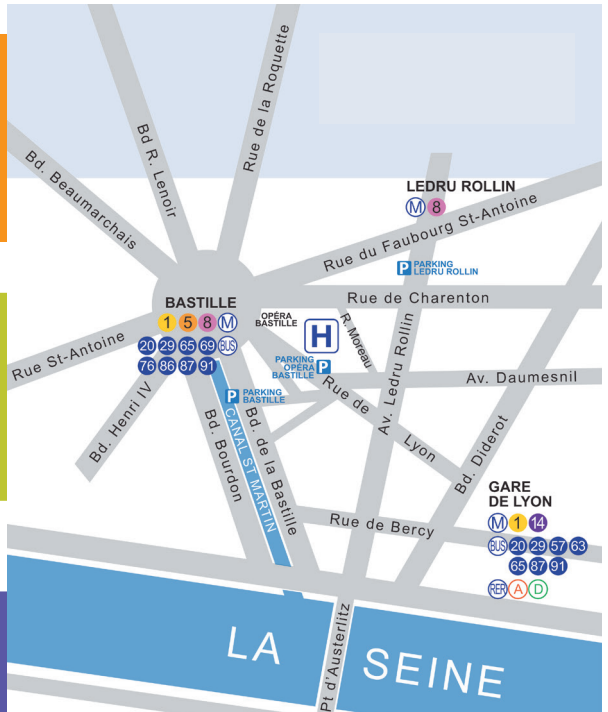 Bd. Beaumarchais
Bd R. Lenoir
Rue de la Roquette
LEDRU ROLLIN
M 8
Rue du Faubourg St-Antoine
P PARKING
LEDRU ROLLIN
BASTILLE
1 5 8 M
20 29 65 69 BUS
76 86 87 91
Rue de Charenton
OPÉRA
BASTILLE
H
R. Moreau
PARKING
OPÉRA
BASTILLE P
Rue St-Antoine
Bd. Henri IV
P PARKING
BASTILLE
Rue de
Lyon
Av. Ledru Rollin
Av. Daumesnil
Bd. Diderot
Bd. Bourdon
CANAL ST MARTIN
Bd. de la Bastille
Rue de Bercy
GARE
DE LYON
M 1 14
BUS 20 29 57 63
65 87 91
RER A D
LA SEINE
Pt d'Austerlitz